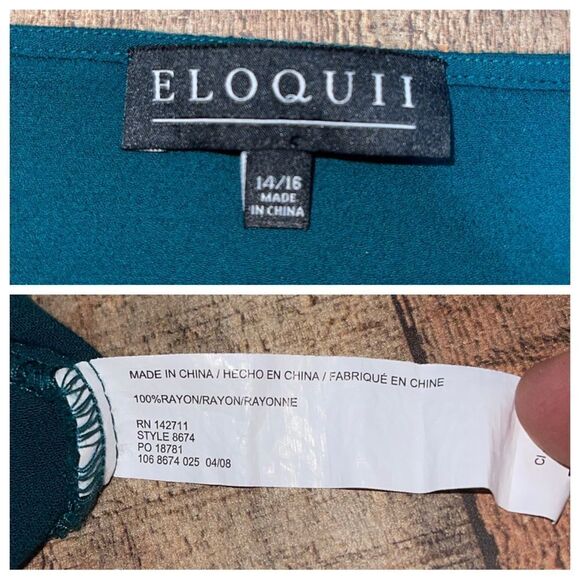 ELOQUII
14/16
MADE
IN CHINA
MADE IN CHINA / HECHO EN CHINA / FABRIQUÉ EN CHINE
100%RAYON/RAYON/RAYONNE
RN 142711
STYLE 8674
PO 18781
106 8674 025 04/08